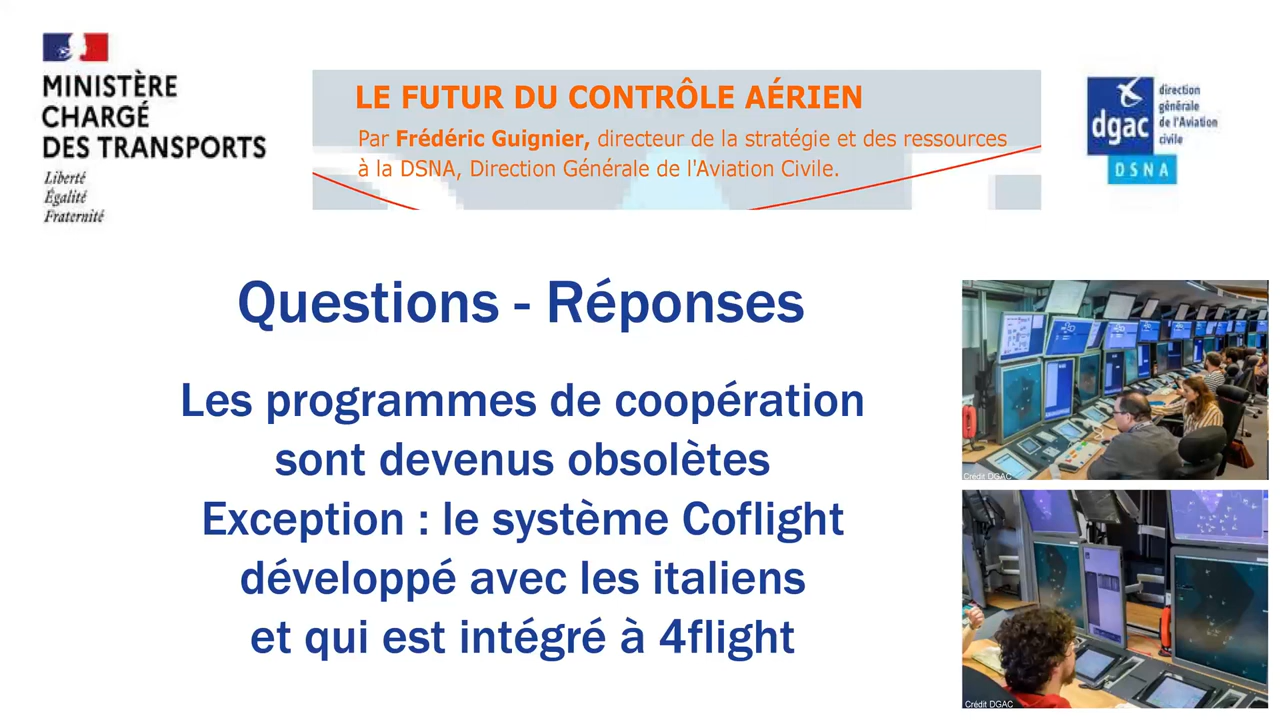 MINISTÈRE
CHARGÉ
DES TRANSPORTS
Liberté
Égalité
Fraternité
LE FUTUR DU CONTRÔLE AÉRIEN
Par Frédéric Guignier, directeur de la stratégie et des ressources
à la DSNA, Direction Générale de l'Aviation Civile.
dgac
direction
générale
de l'Aviation
civile
DSNA
Questions - Réponses
Les programmes de coopération
sont devenus obsolètes
Exception : le système Coflight
développé avec les italiens
et qui est intégré à 4flight
Crédit DGAC
Crédit DGAC